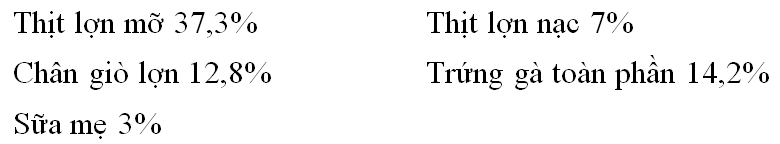 Thịt lợn mỡ 37,3% Thịt lợn nạc 7%
Chân giò lợn 12,8% Trứng gà toàn phần 14,2%
Sữa mẹ 3%